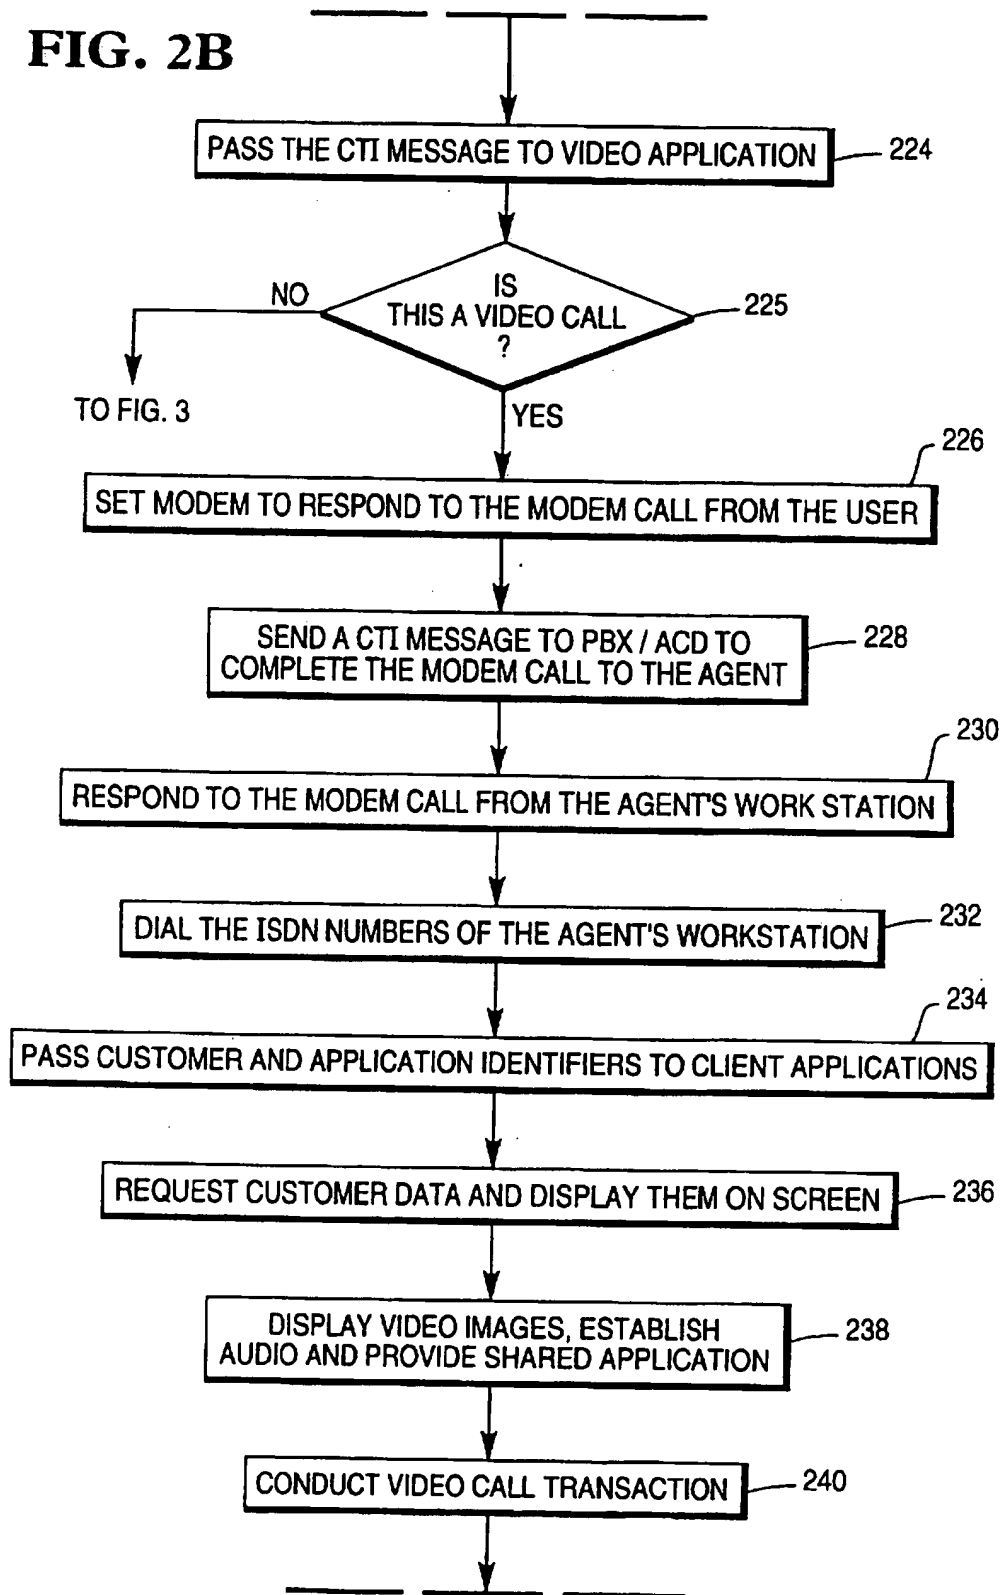 FIG. 2B
PASS THE CTI MESSAGE TO VIDEO APPLICATION
224
IS
THIS A VIDEO CALL
?
225
NO
TO FIG. 3
YES
226
SET MODEM TO RESPOND TO THE MODEM CALL FROM THE USER
SEND A CTI MESSAGE TO PBX / ACD TO
COMPLETE THE MODEM CALL TO THE AGENT
228
230
RESPOND TO THE MODEM CALL FROM THE AGENT'S WORK STATION
DIAL THE ISDN NUMBERS OF THE AGENT'S WORKSTATION
232
234
PASS CUSTOMER AND APPLICATION IDENTIFIERS TO CLIENT APPLICATIONS
REQUEST CUSTOMER DATA AND DISPLAY THEM ON SCREEN
236
DISPLAY VIDEO IMAGES, ESTABLISH
AUDIO AND PROVIDE SHARED APPLICATION
238
CONDUCT VIDEO CALL TRANSACTION
240